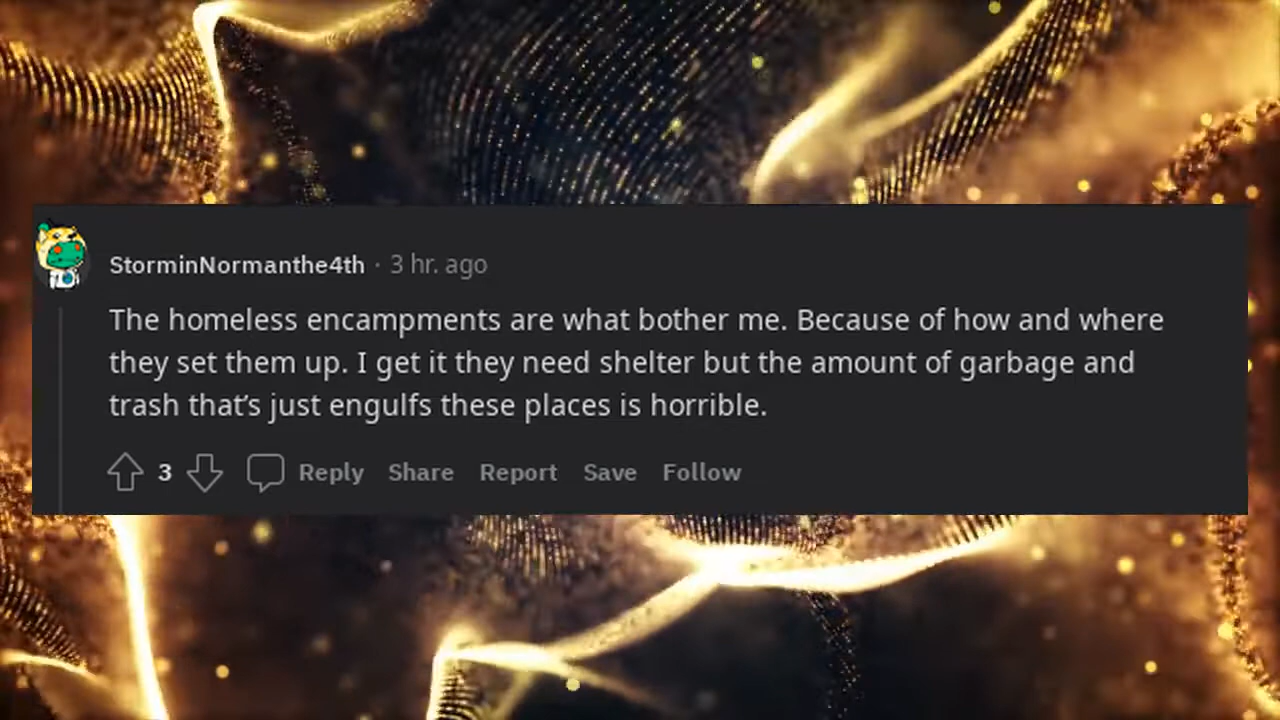 StorminNormanthe4th · 3 hr. ago
The homeless encampments are what bother me. Because of how and where
they set them up. I get it they need shelter but the amount of garbage and
trash that’s just engulfs these places is horrible.
3 Reply Share Report Save Follow